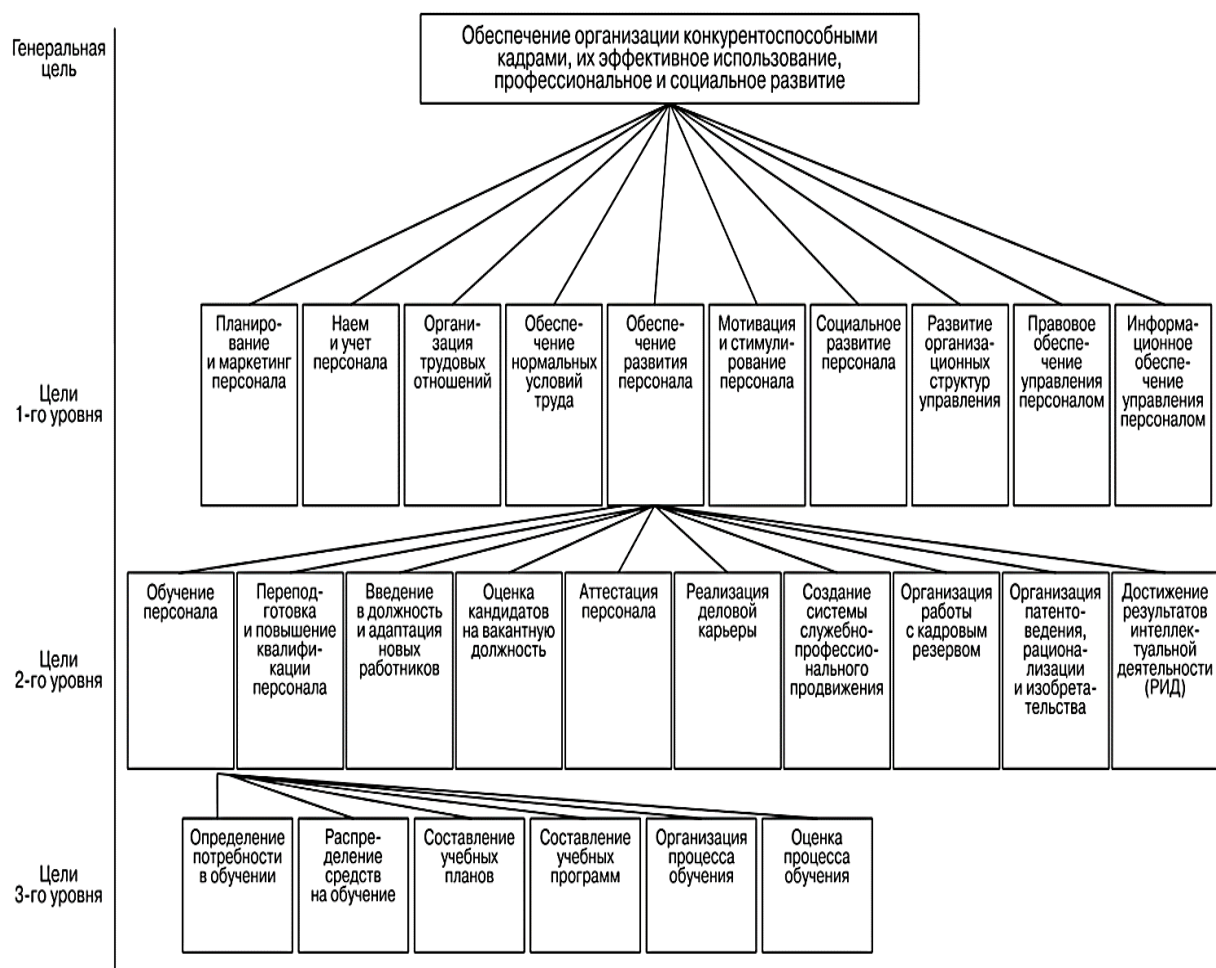 Генеральная
цель
Обеспечение организации конкурентоспособными
кадрами, их эффективное использование,
профессиональное и социальное развитие
Цели
1-го уровня
Планиро-
вание
и маркетинг
персонала
Наем
и учет
персонала
Органи-
зация
трудовых
отношений
Обеспе-
чение
нормальных
условий
труда
Обеспе-
чение
развития
персонала
Мотивация
и стимули-
рование
персонала
Социальное
развитие
персонала
Развитие
организа-
ционных
структур
управления
Правовое
обеспе-
чение
управления
персоналом
Информа-
ционное
обеспе-
чение
управления
персоналом
Цели
2-го уровня
Обучение
персонала
Перепод-
готовка
и повышение
квалифи-
кации
персонала
Введение
в должность
и адаптация
новых
работников
Оценка
кандидатов
на вакантную
должность
Аттестация
персонала
Реализация
деловой
карьеры
Создание
системы
служебно-
профессио-
нального
продвижения
Организация
работы
с кадровым
резервом
Организация
патенто-
ведения,
рационали-
зации
и изобрета-
тельства
Достижение
результатов
интеллек-
туальной
деятельности
(РИД)
Цели
3-го уровня
Определение
потребности
в обучении
Распре-
деление
средств
на обучение
Составление
учебных
планов
Составление
учебных
программ
Организация
процесса
обучения
Оценка
процесса
обучения